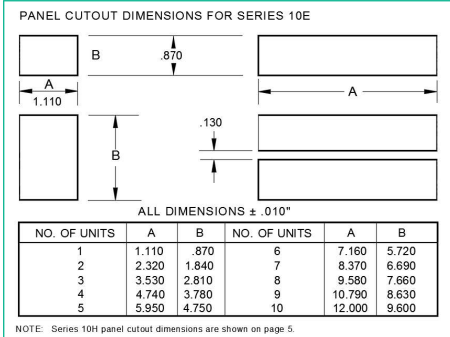 PANEL CUTOUT DIMENSIONS FOR SERIES 10E
B
.870
A
1.110
A
.130
B
ALL DIMENSIONS ± .010"
NO. OF UNITS A B NO. OF UNITS A B
1 1.110 .870 6 7.160 5.720
2 2.320 1.840 7 8.370 6.690
3 3.530 2.810 8 9.580 7.660
4 4.740 3.780 9 10.790 8.630
5 5.950 4.750 10 12.000 9.600
NOTE: Series 10H panel cutout dimensions are shown on page 5.